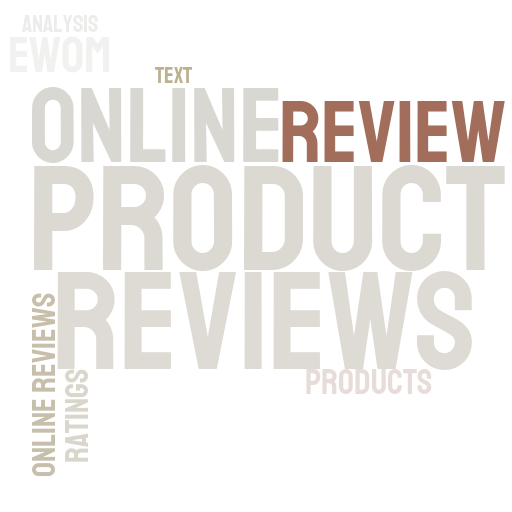 ANALYSIS
EWOM
TEXT
ONLINE REVIEW
PRODUCT
REVIEWS
PRODUCTS
ONLINE REVIEWS
RATINGS